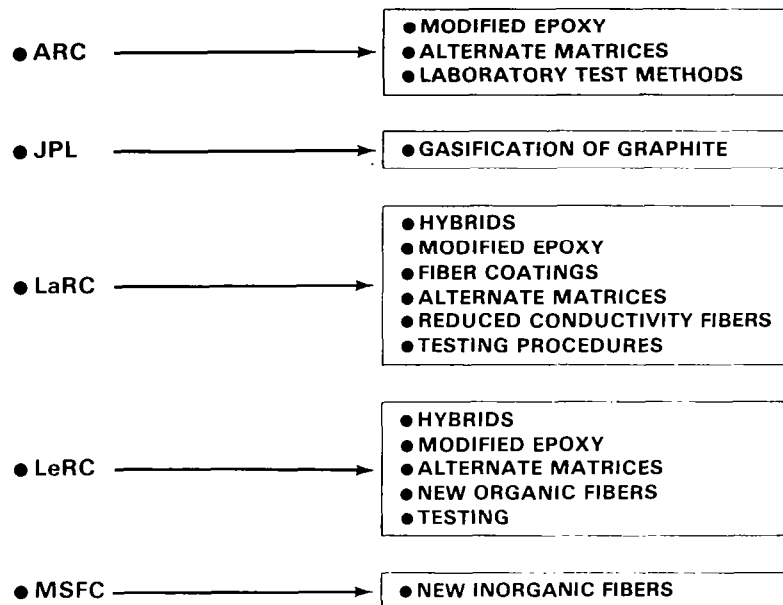 ● ARC
● MODIFIED EPOXY
● ALTERNATE MATRICES
● LABORATORY TEST METHODS
● JPL
● GASIFICATION OF GRAPHITE
● LaRC
● HYBRIDS
● MODIFIED EPOXY
● FIBER COATINGS
● ALTERNATE MATRICES
● REDUCED CONDUCTIVITY FIBERS
● TESTING PROCEDURES
● LeRC
● HYBRIDS
● MODIFIED EPOXY
● ALTERNATE MATRICES
● NEW ORGANIC FIBERS
● TESTING
● MSFC
● NEW INORGANIC FIBERS